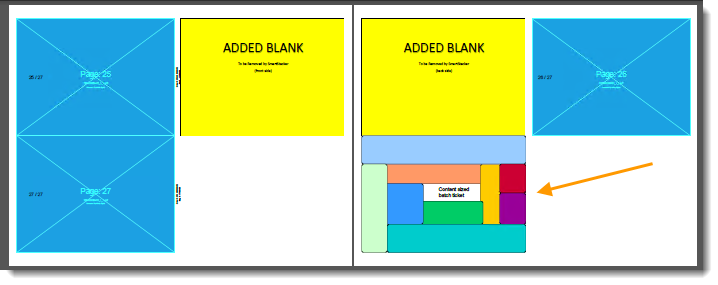 25 / 27
Page: 25
ADDED BLANK
To be Removed by SmartStacker
(front side)
27 / 27
Page: 27
ADDED BLANK
To be Removed by SmartStacker
(back side)
26 / 27
Page: 26
Content sized
batch ticket